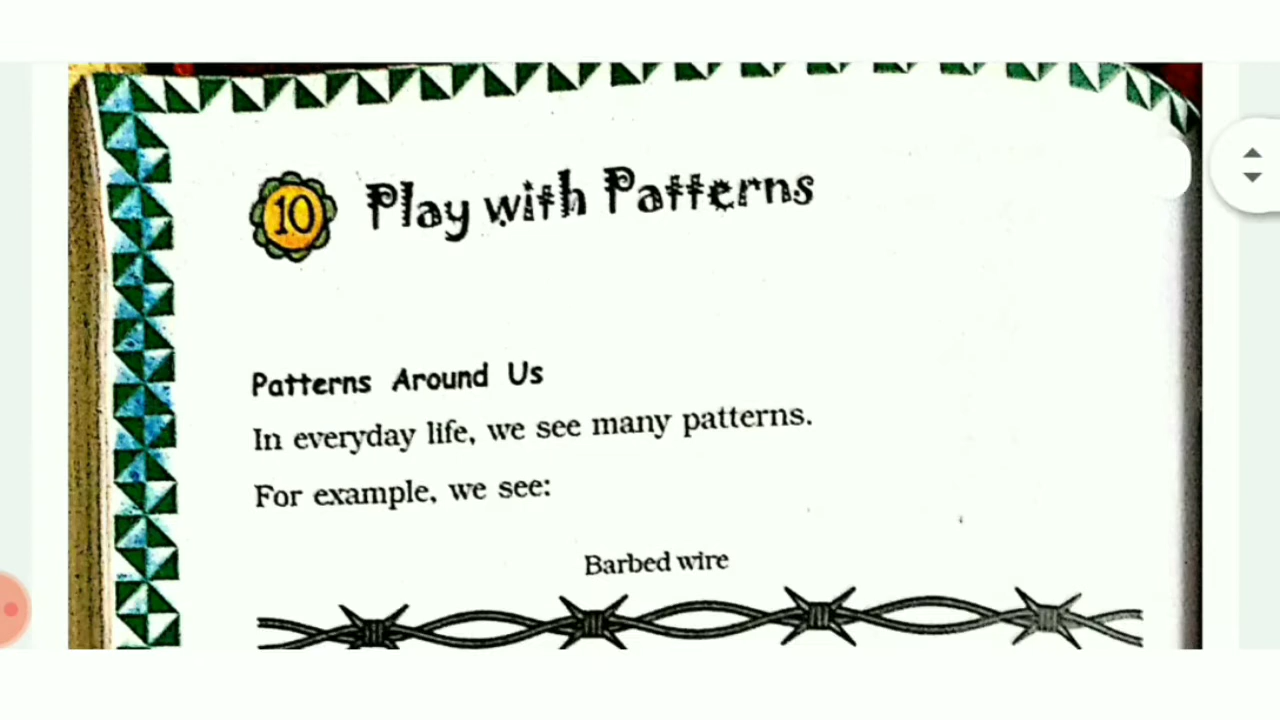 10 Play with Patterns
Patterns Around Us
In everyday life, we see many patterns.
For example, we see:
Barbed wire